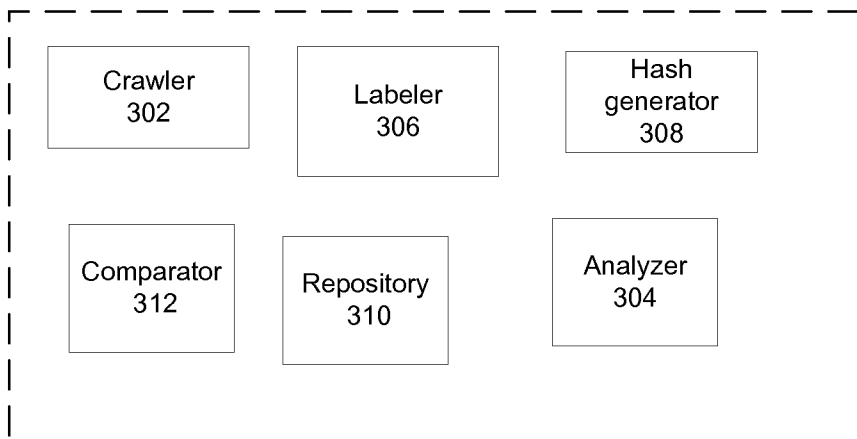 Crawler
302
Labeler
306
Hash
generator
308
Comparator
312
Repository
310
Analyzer
304